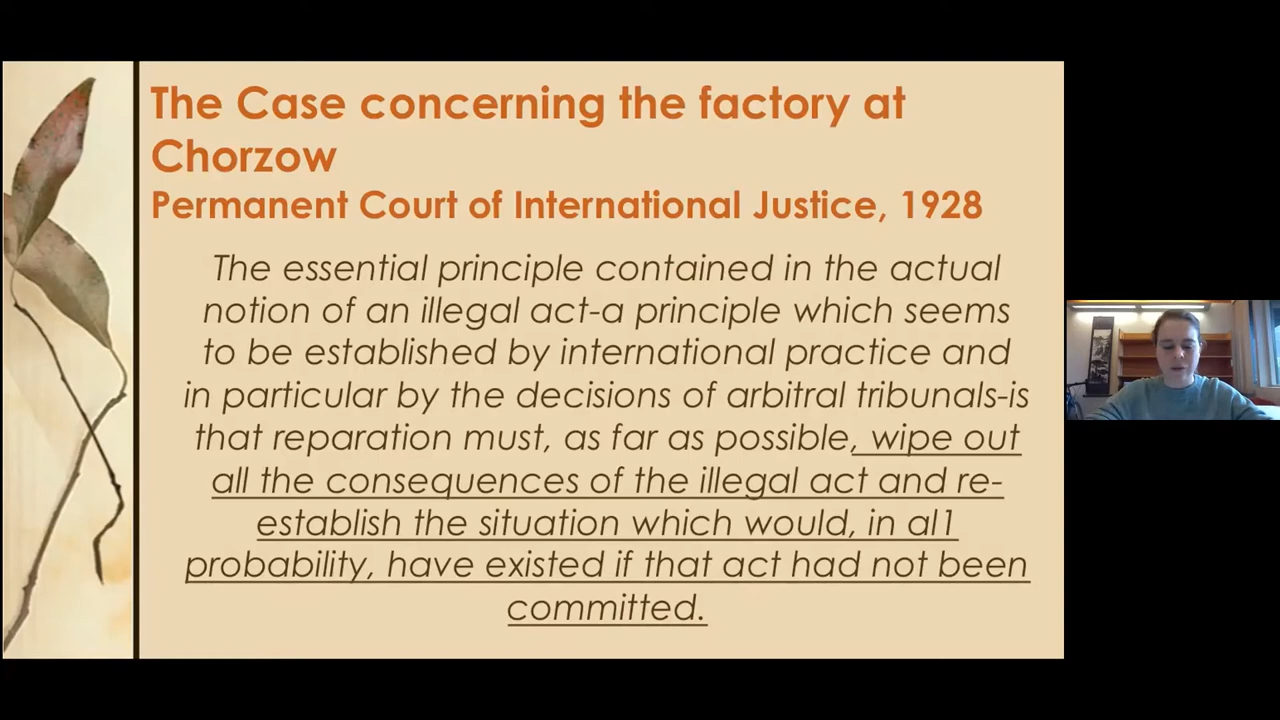 The Case concerning the factory at
Chorzow
Permanent Court of International Justice, 1928
The essential principle contained in the actual
notion of an illegal act-a principle which seems
to be established by international practice and
in particular by the decisions of arbitral tribunals-is
that reparation must, as far as possible, wipe out
all the consequences of the illegal act and re-
establish the situation which would, in al1
probability, have existed if that act had not been
committed.